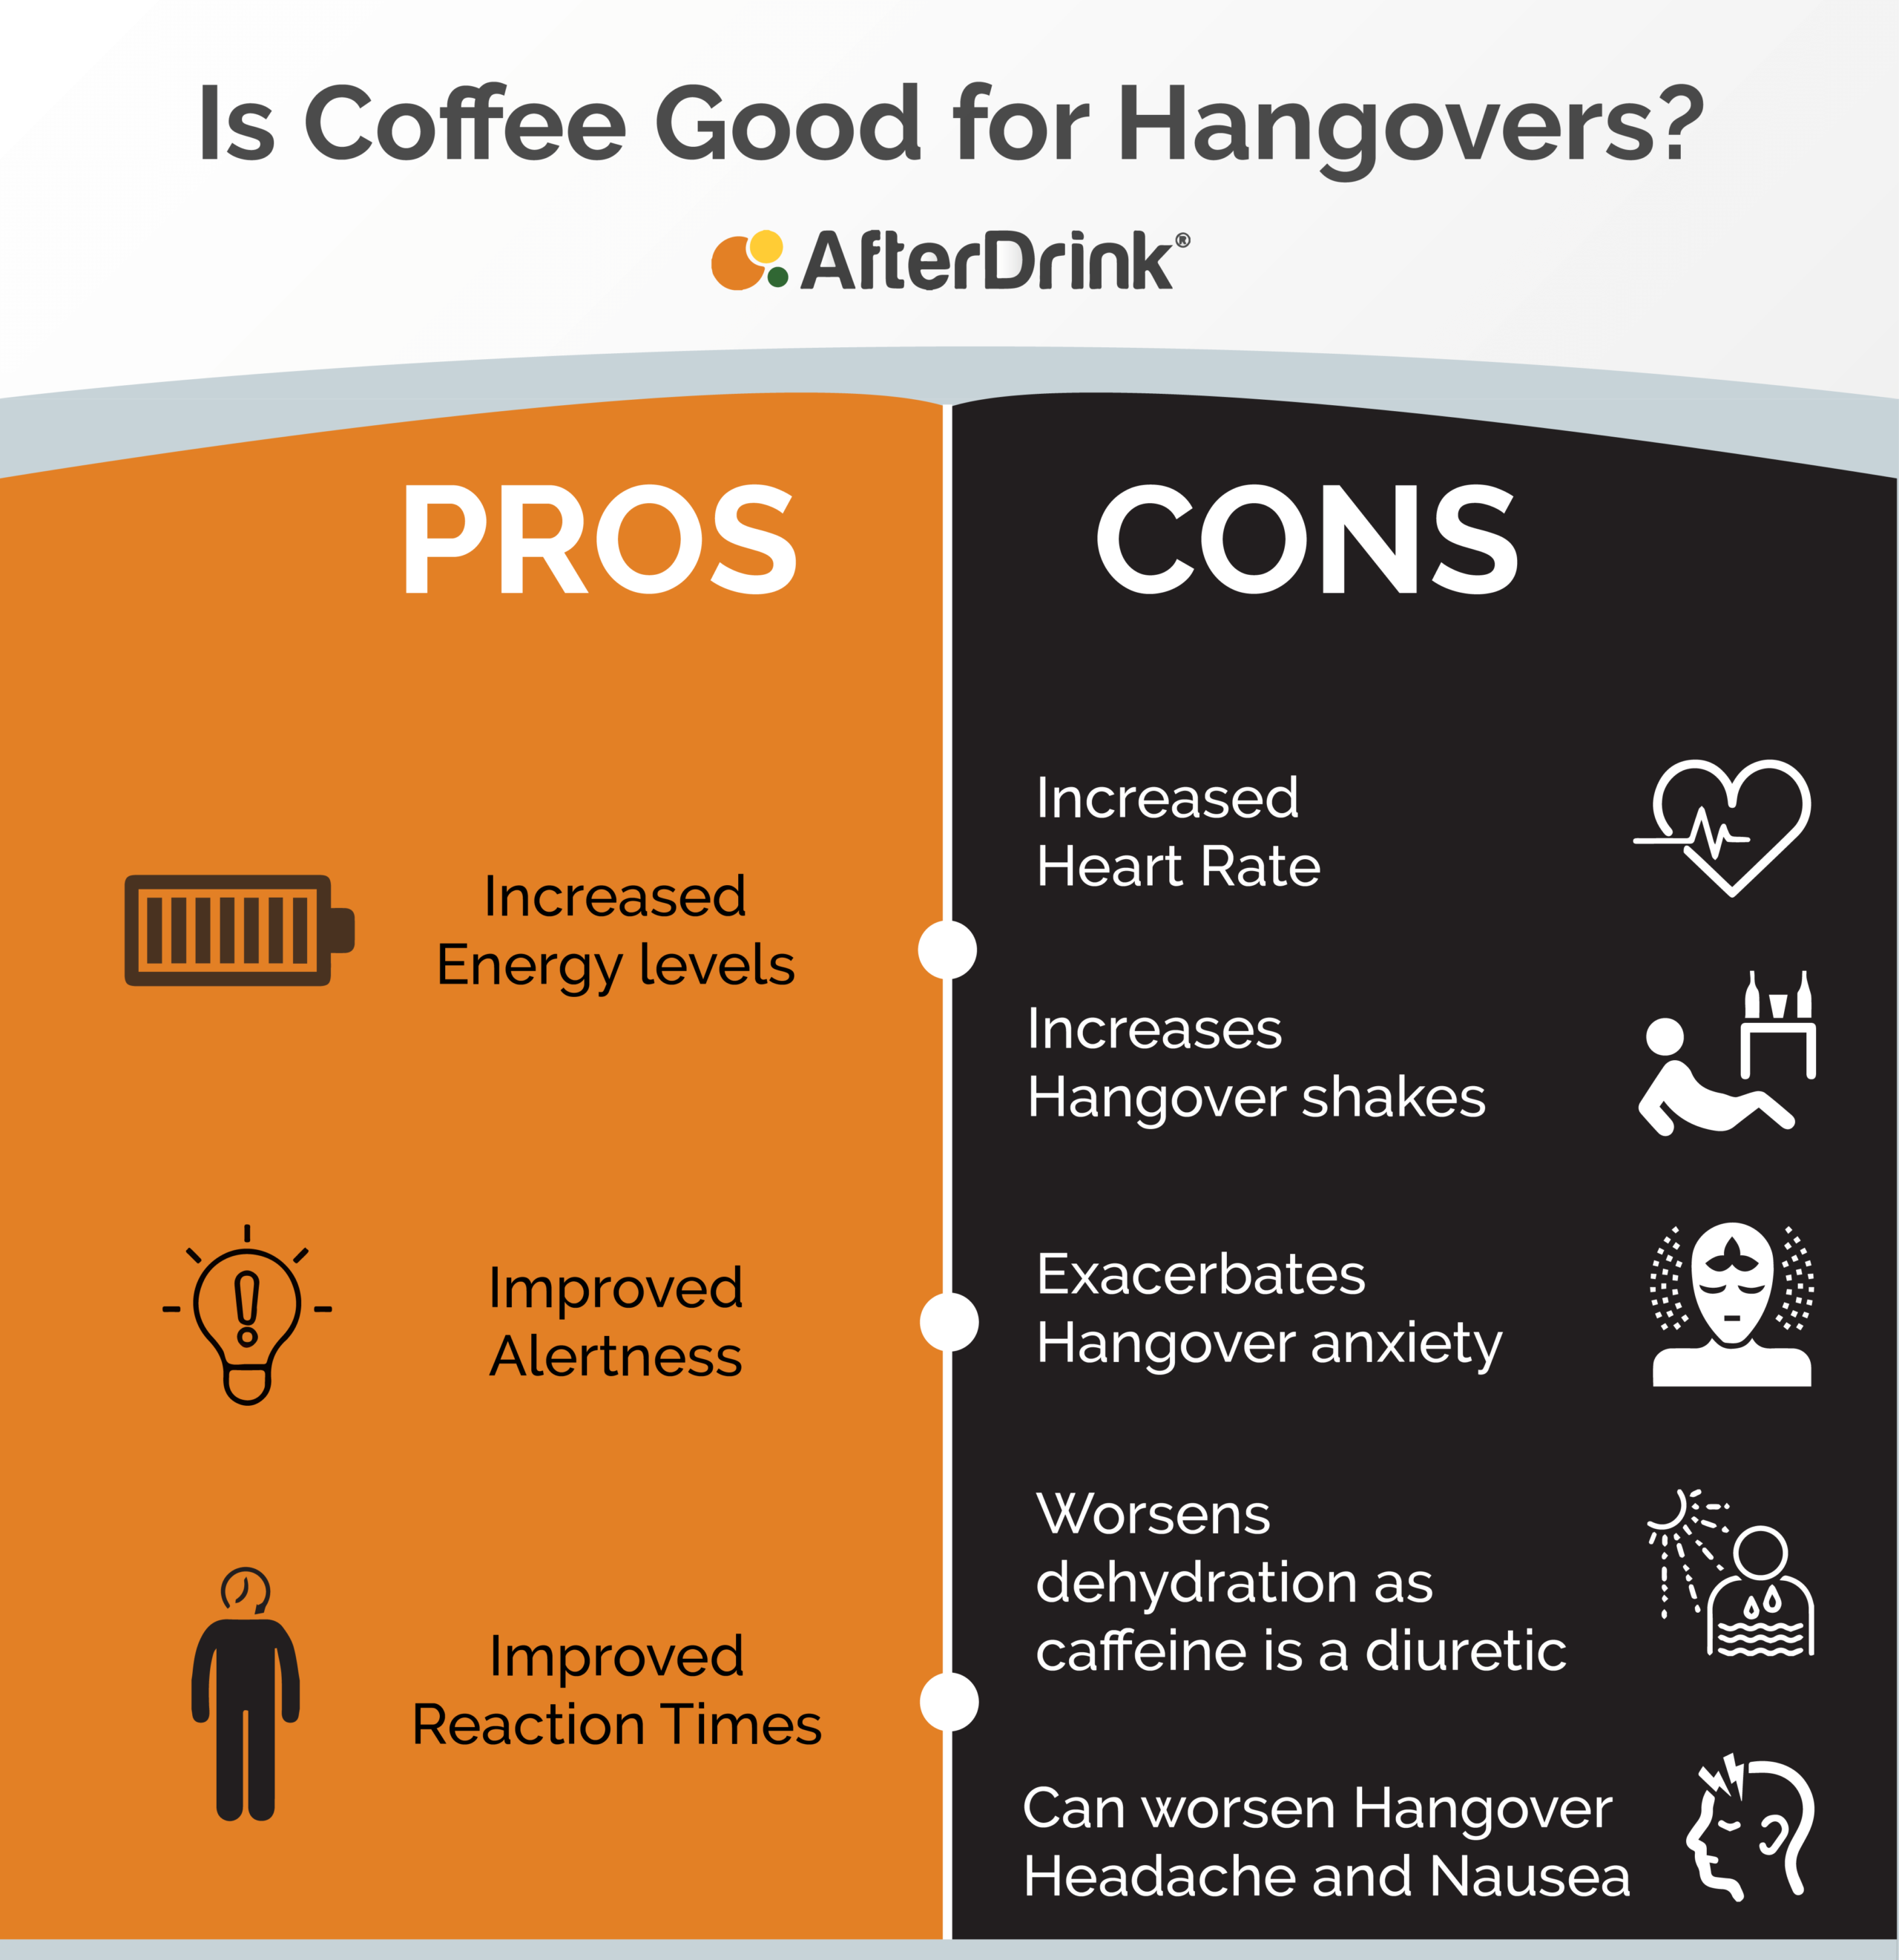 Is Coffee Good for Hangovers?
AfterDrink®
PROS
Increased
Energy levels
Improved
Alertness
Improved
Reaction Times
CONS
Increased
Heart Rate
Increases
Hangover shakes
Exacerbates
Hangover anxiety
Worsens
dehydration as
caffeine is a diuretic
Can worsen Hangover
Headache and Nausea